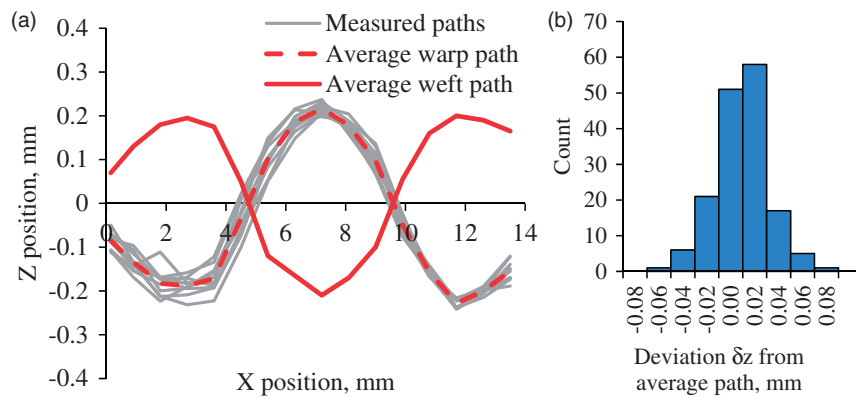 (a)
0.4
0.3
0.2
0.1
0
-0.1
-0.2
-0.3
-0.4
Z position, mm
0 2 4 6 8 10 12 14
X position, mm
Measured paths
Average warp path
Average weft path
(b)
70
60
50
40
30
20
10
0
Count
-0.08
-0.06
-0.04
-0.02
0.00
0.02
0.04
0.06
0.08
Deviation δz from
average path, mm